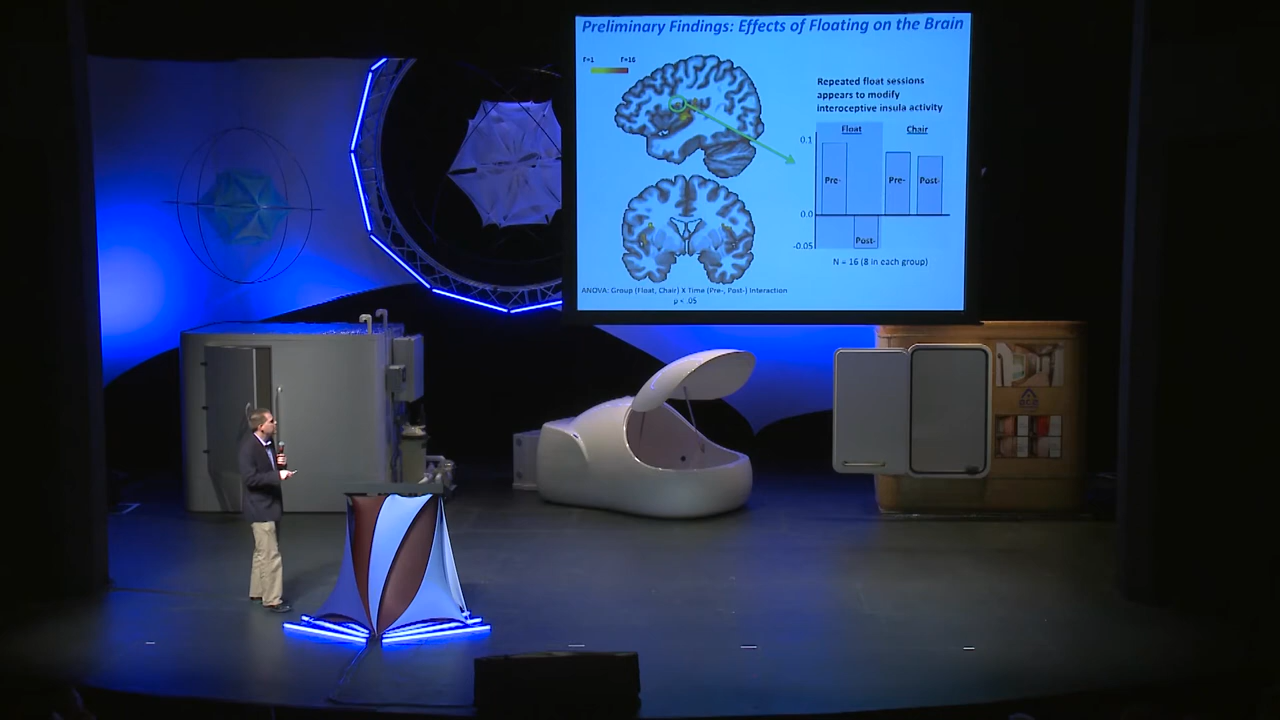 Preliminary Findings: Effects of Floating on the Brain
F=1 F=16
Repeated float sessions
appears to modify
interoceptive insula activity
Float Chair
0.1
Pre- Pre- Post-
0.0
Post-
-0.05
N = 16 (8 in each group)
ANOVA: Group (Float, Chair) X Time (Pre-, Post-) Interaction
p < .05